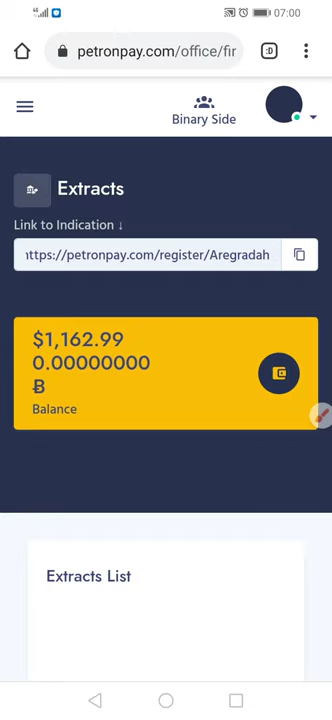 07:00
petronpay.com/office/fir
:D
Binary Side
Extracts
Link to Indication ↓
ttps://petronpay.com/register/Aregradah
$1,162.99
0.00000000
Ƀ
Balance
Extracts List